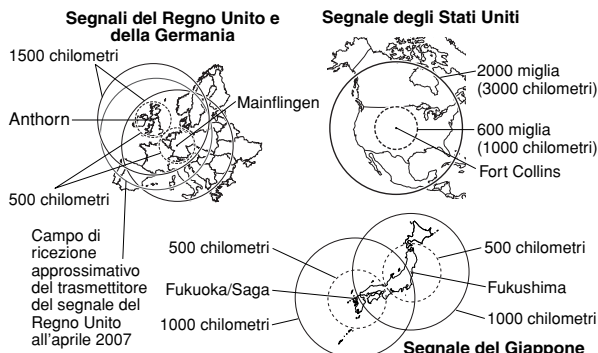 Segnali del Regno Unito e
della Germania
1500 chilometri
Anthorn
Mainflingen
500 chilometri
Campo di
ricezione
approssimativo
del trasmettitore
del segnale del
Regno Unito
all'aprile 2007
Segnale degli Stati Uniti
2000 miglia
(3000 chilometri)
600 miglia
(1000 chilometri)
Fort Collins
500 chilometri
500 chilometri
Fukuoka/Saga
Fukushima
1000 chilometri
1000 chilometri
Segnale del Giappone